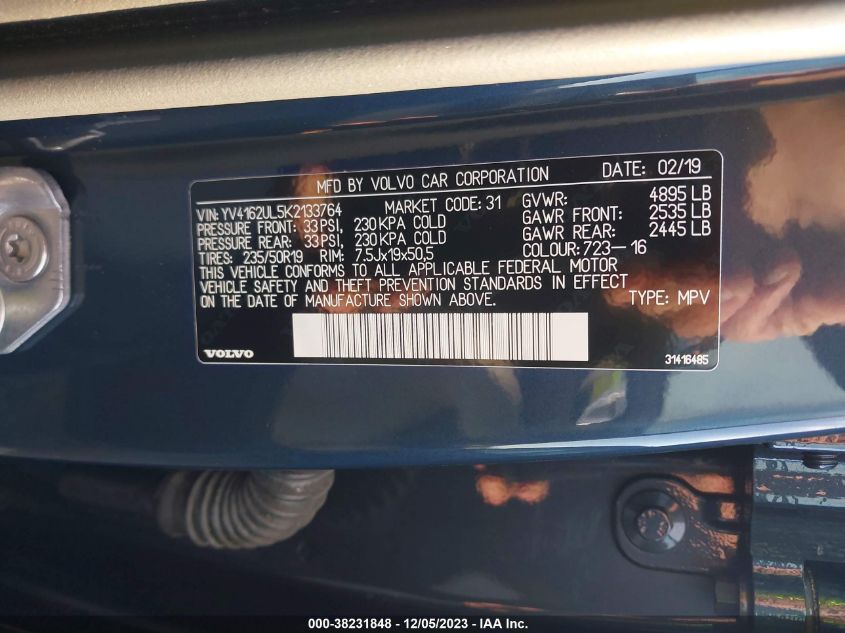 MFD BY VOLVO CAR CORPORATION DATE: 02/19
VIN: YV4162UL5K2133764 MARKET CODE: 31 GVWR: 4895 LB
PRESSURE FRONT: 33PSI, 230 KPA COLD GAWR FRONT: 2535 LB
PRESSURE REAR: 33PSI, 230 KPA COLD GAWR REAR: 2445 LB
TIRES: 235/50R19 RIM: 7.5Jx19x50,5 COLOUR: 723-16
THIS VEHICLE CONFORMS TO ALL APPLICABLE FEDERAL MOTOR
VEHICLE SAFETY AND THEFT PREVENTION STANDARDS IN EFFECT
ON THE DATE OF MANUFACTURE SHOWN ABOVE. TYPE: MPV
VOLVO 31416485
000-38231848 - 12/05/2023 - IAA Inc.